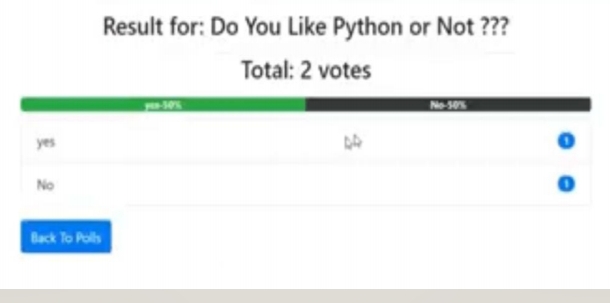 Result for: Do You Like Python or Not ???
Total: 2 votes
yes-50% No-50%
yes 1
No 1
Back To Polls